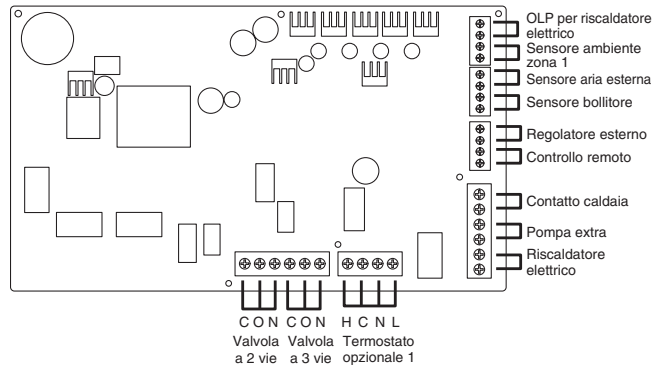 OLP per riscaldatore
elettrico
Sensore ambiente
zona 1
Sensore aria esterna
Sensore bollitore
Regolatore esterno
Controllo remoto
Contatto caldaia
Pompa extra
Riscaldatore
elettrico
C O N C O N H C N L
Valvola
a 2 vie
Valvola
a 3 vie
Termostato
opzionale 1